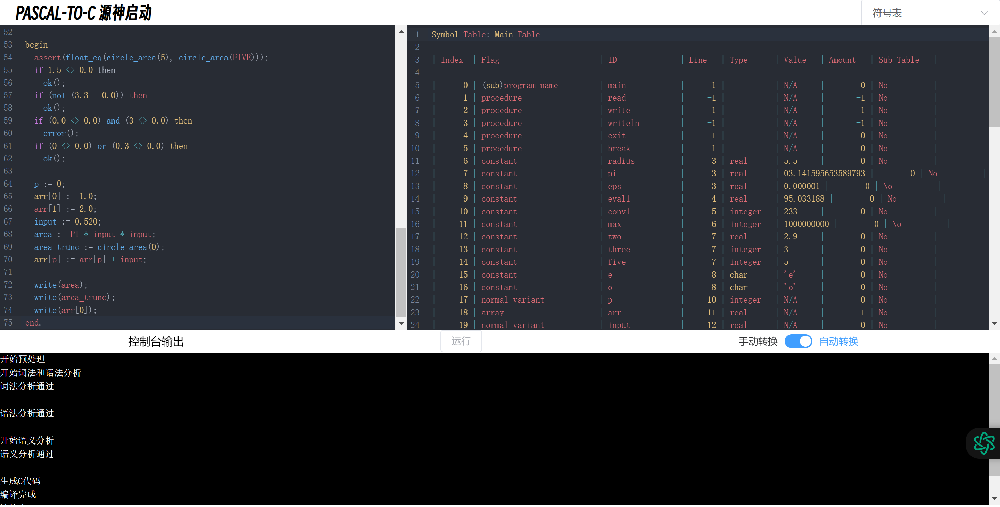 PASCAL-TO-C 源神启动
符号表
52
53 begin
54 assert(float_eq(circle_area(5), circle_area(FIVE)));
55 if 1.5 <> 0.0 then
56 ok();
57 if (not (3.3 = 0.0)) then
58 ok();
59 if (0.0 <> 0.0) and (3 <> 0.0) then
60 error();
61 if (0 <> 0.0) or (0.3 <> 0.0) then
62 ok();
63
64 p := 0;
65 arr[0] := 1.0;
66 arr[1] := 2.0;
67 input := 0.520;
68 area := PI * input * input;
69 area_trunc := circle_area(0);
70 arr[p] := arr[p] + input;
71
72 write(area);
73 write(area_trunc);
74 write(arr[0]);
75 end.
1 Symbol Table: Main Table
2 ----------------------------------------------------------------------------------------------------------------
3 | Index | Flag | ID | Line | Type | Value | Amount | Sub Table |
4 ----------------------------------------------------------------------------------------------------------------
5 | 0 | (sub)program name | main | 1 | | N/A | 0 | No |
6 | 1 | procedure | read | -1 | | N/A | -1 | No |
7 | 2 | procedure | write | -1 | | N/A | -1 | No |
8 | 3 | procedure | writeln | -1 | | N/A | -1 | No |
9 | 4 | procedure | exit | -1 | | N/A | 0 | No |
10 | 5 | procedure | break | -1 | | N/A | 0 | No |
11 | 6 | constant | radius | 3 | real | 5.5 | 0 | No |
12 | 7 | constant | pi | 3 | real | 03.141595653589793 | 0 | No |
13 | 8 | constant | eps | 3 | real | 0.000001 | 0 | No |
14 | 9 | constant | eval1 | 4 | real | 95.033188 | 0 | No |
15 | 10 | constant | conv1 | 5 | integer | 233 | 0 | No |
16 | 11 | constant | max | 6 | integer | 1000000000 | 0 | No |
17 | 12 | constant | two | 7 | real | 2.9 | 0 | No |
18 | 13 | constant | three | 7 | integer | 3 | 0 | No |
19 | 14 | constant | five | 7 | integer | 5 | 0 | No |
20 | 15 | constant | e | 8 | char | 'e' | 0 | No |
21 | 16 | constant | o | 8 | char | 'o' | 0 | No |
22 | 17 | normal variant | p | 10 | integer | N/A | 0 | No |
23 | 18 | array | arr | 11 | real | N/A | 1 | No |
24 | 19 | normal variant | input | 12 | real | N/A | 0 | No |
控制台输出
运行
手动转换 自动转换
开始预处理
开始词法和语法分析
词法分析通过
语法分析通过
开始语义分析
语义分析通过
生成C代码
编译完成